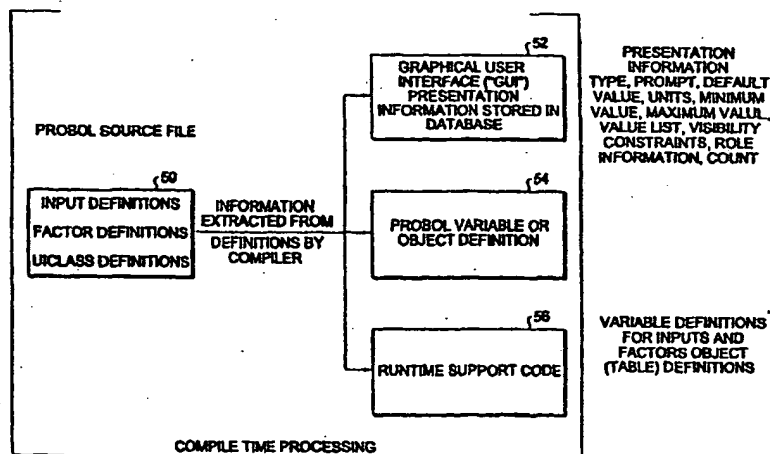 PROBOL SOURCE FILE
50
INPUT DEFINITIONS
FACTOR DEFINITIONS
UICLASS DEFINITIONS
INFORMATION
EXTRACTED FROM
DEFINITIONS BY
COMPILER
52
GRAPHICAL USER
INTERFACE ("GUI")
PRESENTATION
INFORMATION STORED IN
DATABASE
54
PROBOL VARIABLE OR
OBJECT DEFINITION
56
RUNTIME SUPPORT CODE
PRESENTATION
INFORMATION
TYPE, PROMPT, DEFAULT
VALUE, UNITS, MINIMUM
VALUE, MAXIMUM VALUL,
VALUE LIST, VISIBILITY
CONSTRAINTS, ROLE
INFORMATION, COUNT
VARIABLE DEFINITIONS
FOR INPUTS AND
FACTORS OBJECT
(TABLE) DEFINITIONS
COMPILE TIME PROCESSING